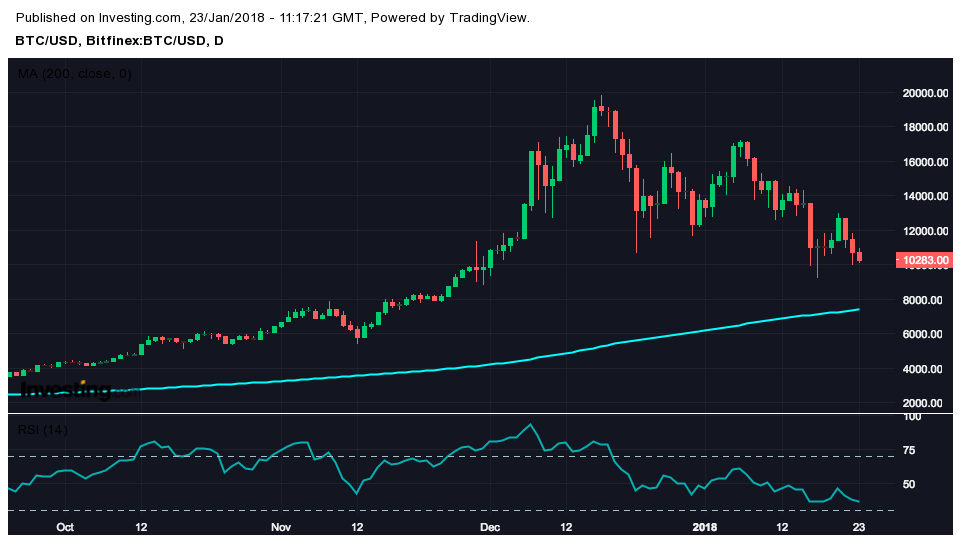 Published on Investing.com, 23/Jan/2018 - 11:17:21 GMT, Powered by TradingView.
BTC/USD, Bitfinex:BTC/USD, D
MA (200, close, 0)
20000.00
18000.00
16000.00
14000.00
12000.00
10283.00
10000.00
8000.00
6000.00
4000.00
2000.00
Investing.com
100
RSI (14)
75
50
Oct 12 Nov 12 Dec 12 2018 12 23